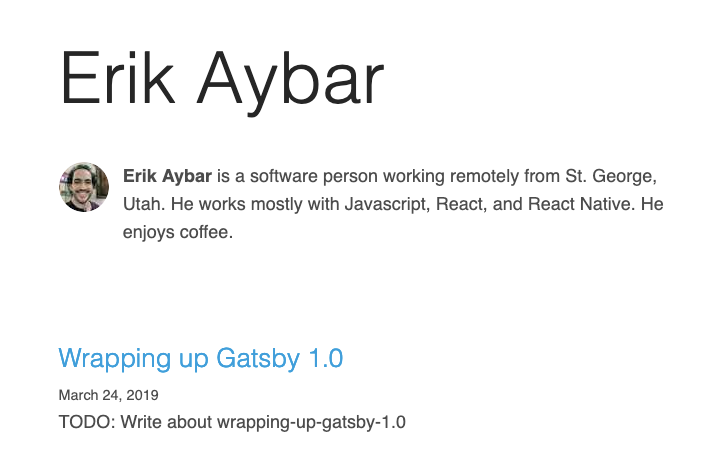 Erik Aybar
Erik Aybar is a software person working remotely from St. George,
Utah. He works mostly with Javascript, React, and React Native. He
enjoys coffee.
Wrapping up Gatsby 1.0
March 24, 2019
TODO: Write about wrapping-up-gatsby-1.0